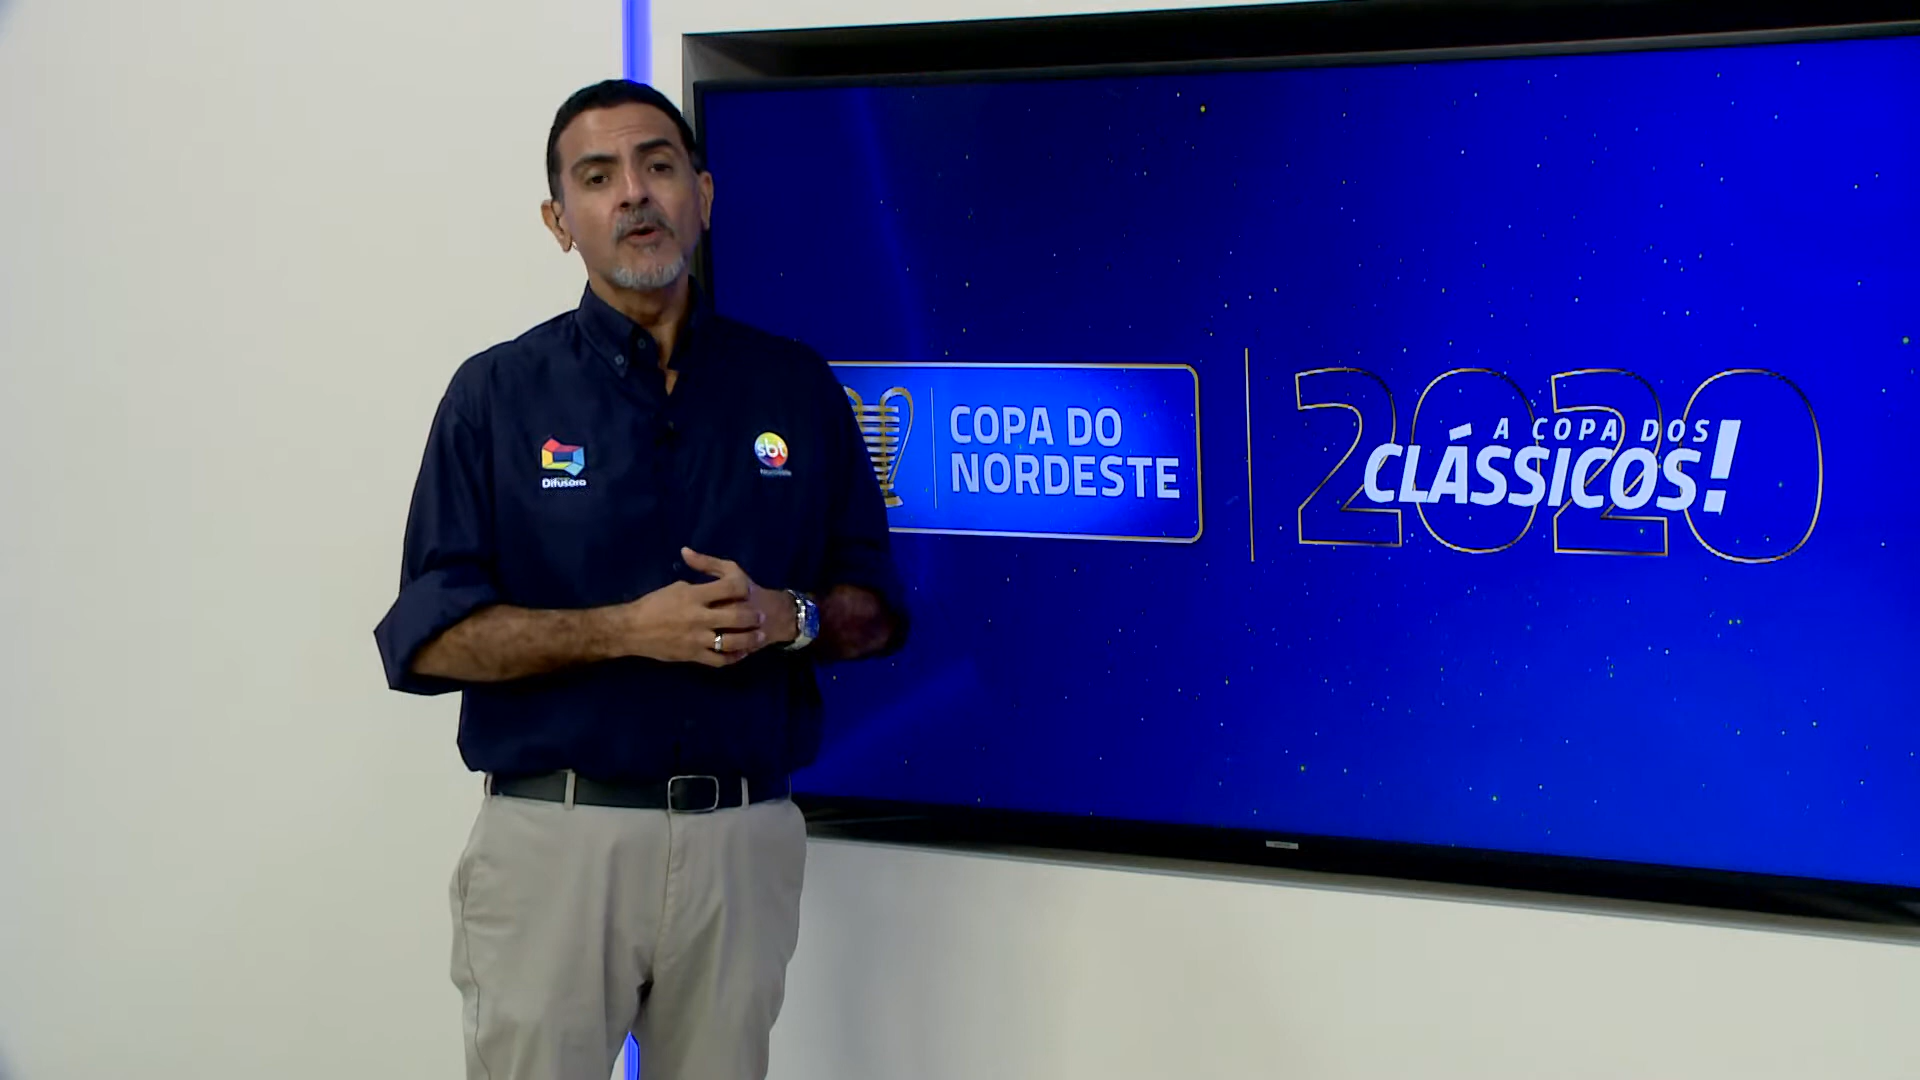 Difusora
sbt
COPA DO
NORDESTE
2020
A COPA DOS
CLÁSSICOS!